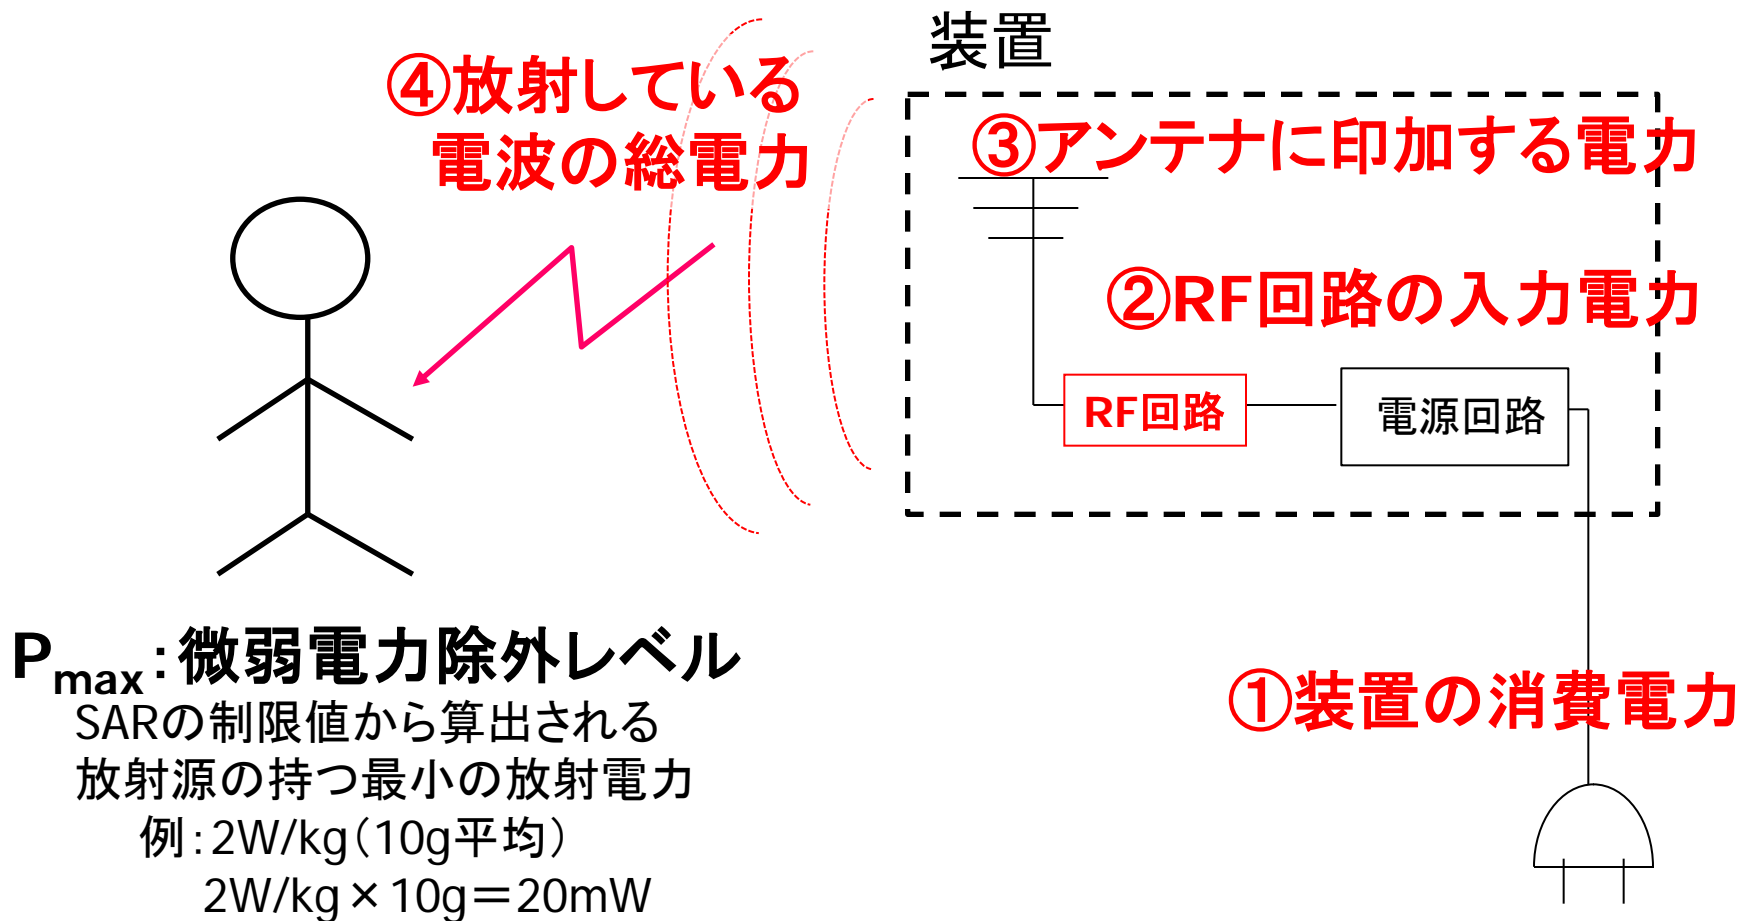 装置
④放射している
電波の総電力
③アンテナに印加する電力
②RF回路の入力電力
RF回路
電源回路
①装置の消費電力
Pmax:微弱電力除外レベル
SARの制限値から算出される
放射源の持つ最小の放射電力
例:2W/kg(10g平均)
2W/kg×10g=20mW